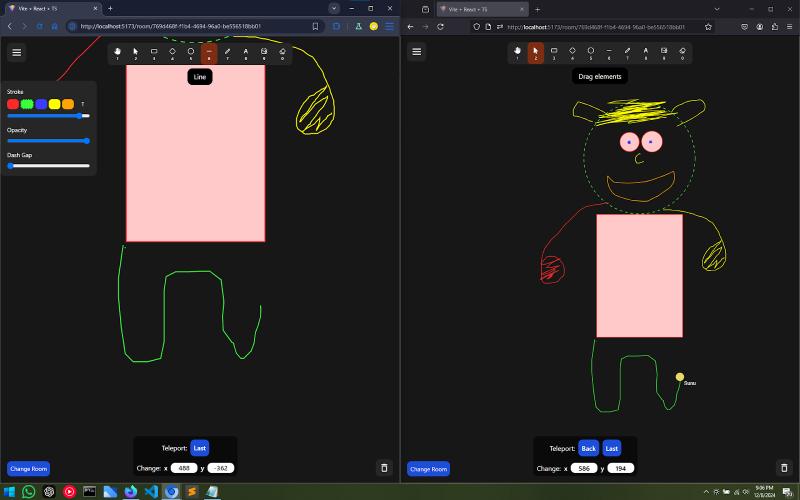 Vite + React + TS
http://localhost:5173/room/769d468f-f1b4-4694-96a0-be556518bb01
1 2 3 4 5 6 7 8 9 0
Line
Stroke
T
Opacity
Dash Gap
Teleport: Last
Change: x 488 y -362
Change Room
Vite + React + TS
http://localhost:5173/room/769d468f-f1b4-4694-96a0-be556518bb01
1 2 3 4 5 6 7 8 9 0
Drag elements
Sunu
Teleport: Back Last
Change: x 586 y 194
Change Room
9:06 PM
12/8/2024